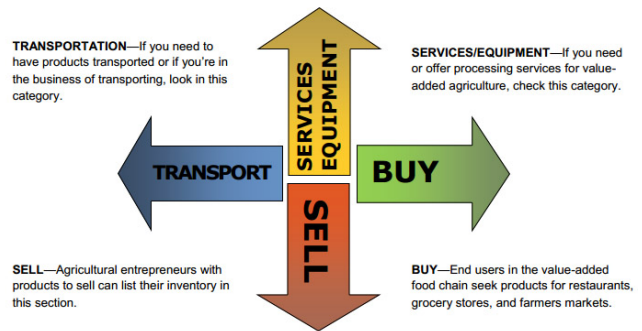 TRANSPORTATION—If you need to
have products transported or if you're in
the business of transporting, look in this
category.
SERVICES/EQUIPMENT—If you need
or offer processing services for value-
added agriculture, check this category.
SERVICES
EQUIPMENT
TRANSPORT
BUY
SELL
SELL—Agricultural entrepreneurs with
products to sell can list their inventory in
this section.
BUY—End users in the value-added
food chain seek products for restaurants,
grocery stores, and farmers markets.